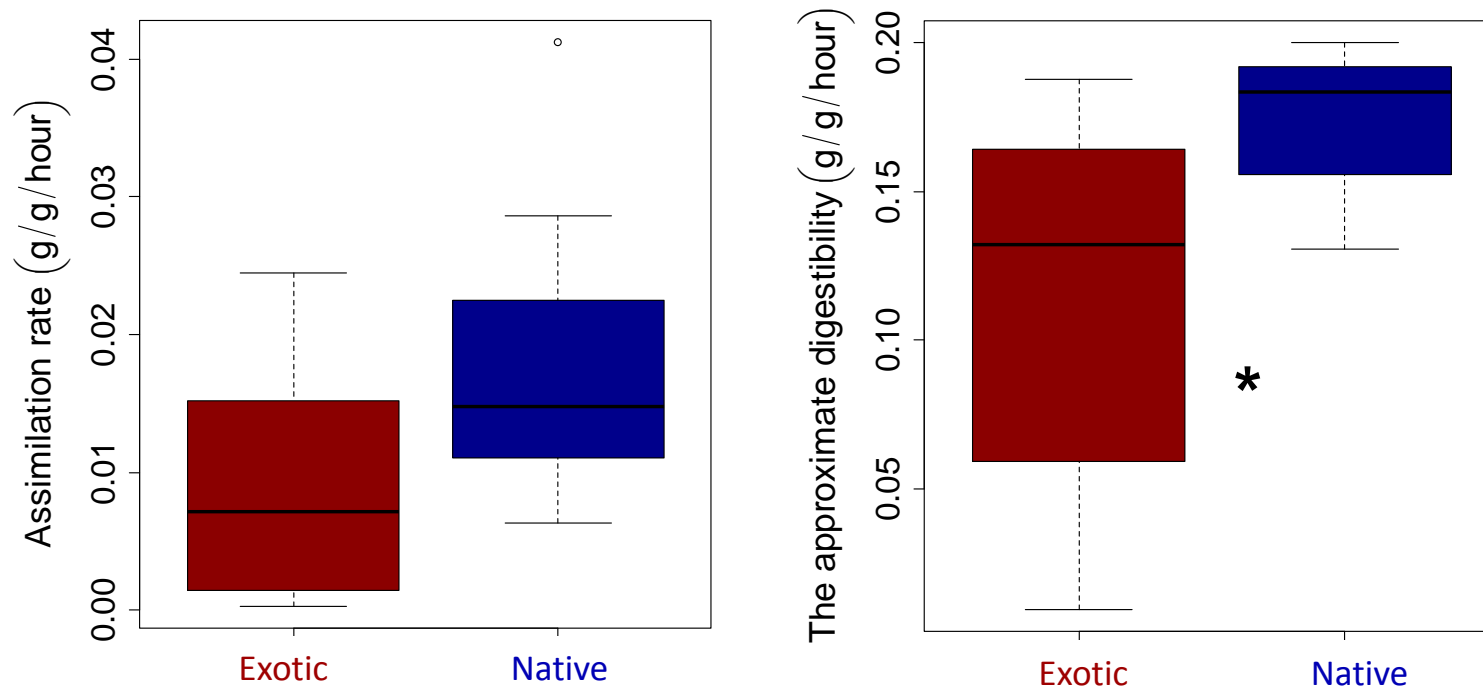 Assimilation rate (g/g/hour)
0.04
0.03
0.02
0.01
0.00
Exotic
Native
The approximate digestibility (g/g/hour)
0.20
0.15
0.10
0.05
*
Exotic
Native